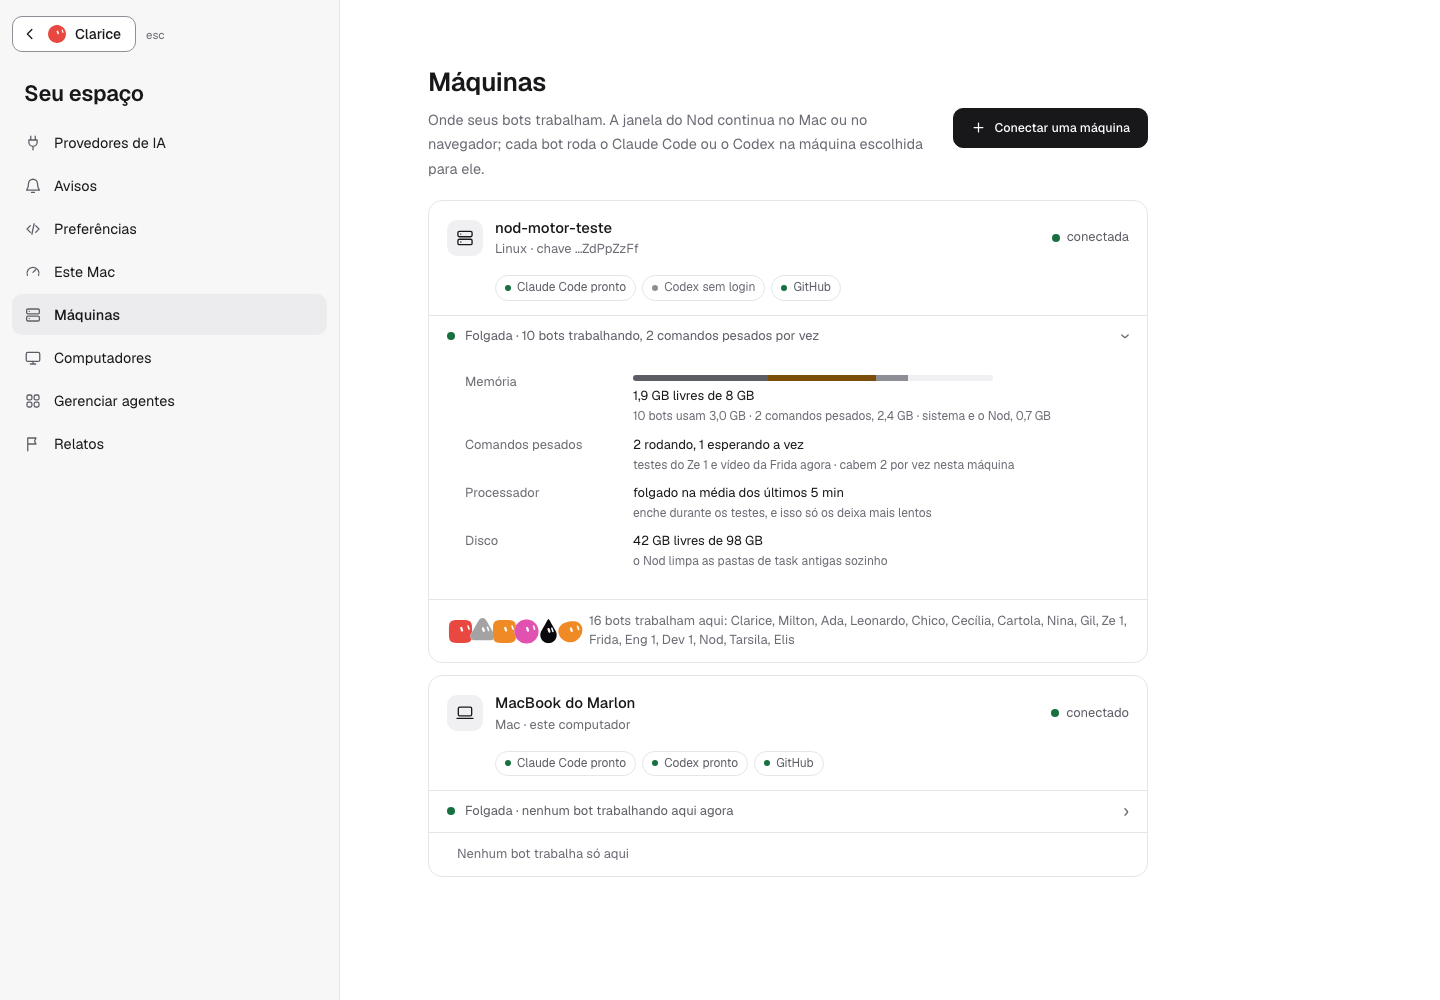 Clarice
esc
Seu espaço
Provedores de IA
Avisos
Preferências
Este Mac
Máquinas
Computadores
Gerenciar agentes
Relatos
Máquinas
Onde seus bots trabalham. A janela do Nod continua no Mac ou no
navegador; cada bot roda o Claude Code ou o Codex na máquina escolhida
para ele.
Conectar uma máquina
nod-motor-teste
Linux · chave …ZdPpZzFf
conectada
Claude Code pronto
Codex sem login
GitHub
Folgada · 10 bots trabalhando, 2 comandos pesados por vez
Memória
1,9 GB livres de 8 GB
10 bots usam 3,0 GB · 2 comandos pesados, 2,4 GB · sistema e o Nod, 0,7 GB
Comandos pesados
2 rodando, 1 esperando a vez
testes do Ze 1 e vídeo da Frida agora · cabem 2 por vez nesta máquina
Processador
folgado na média dos últimos 5 min
enche durante os testes, e isso só os deixa mais lentos
Disco
42 GB livres de 98 GB
o Nod limpa as pastas de task antigas sozinho
16 bots trabalham aqui: Clarice, Milton, Ada, Leonardo, Chico, Cecília, Cartola, Nina, Gil, Ze 1,
Frida, Eng 1, Dev 1, Nod, Tarsila, Elis
MacBook do Marlon
Mac · este computador
conectado
Claude Code pronto
Codex pronto
GitHub
Folgada · nenhum bot trabalhando aqui agora
Nenhum bot trabalha só aqui